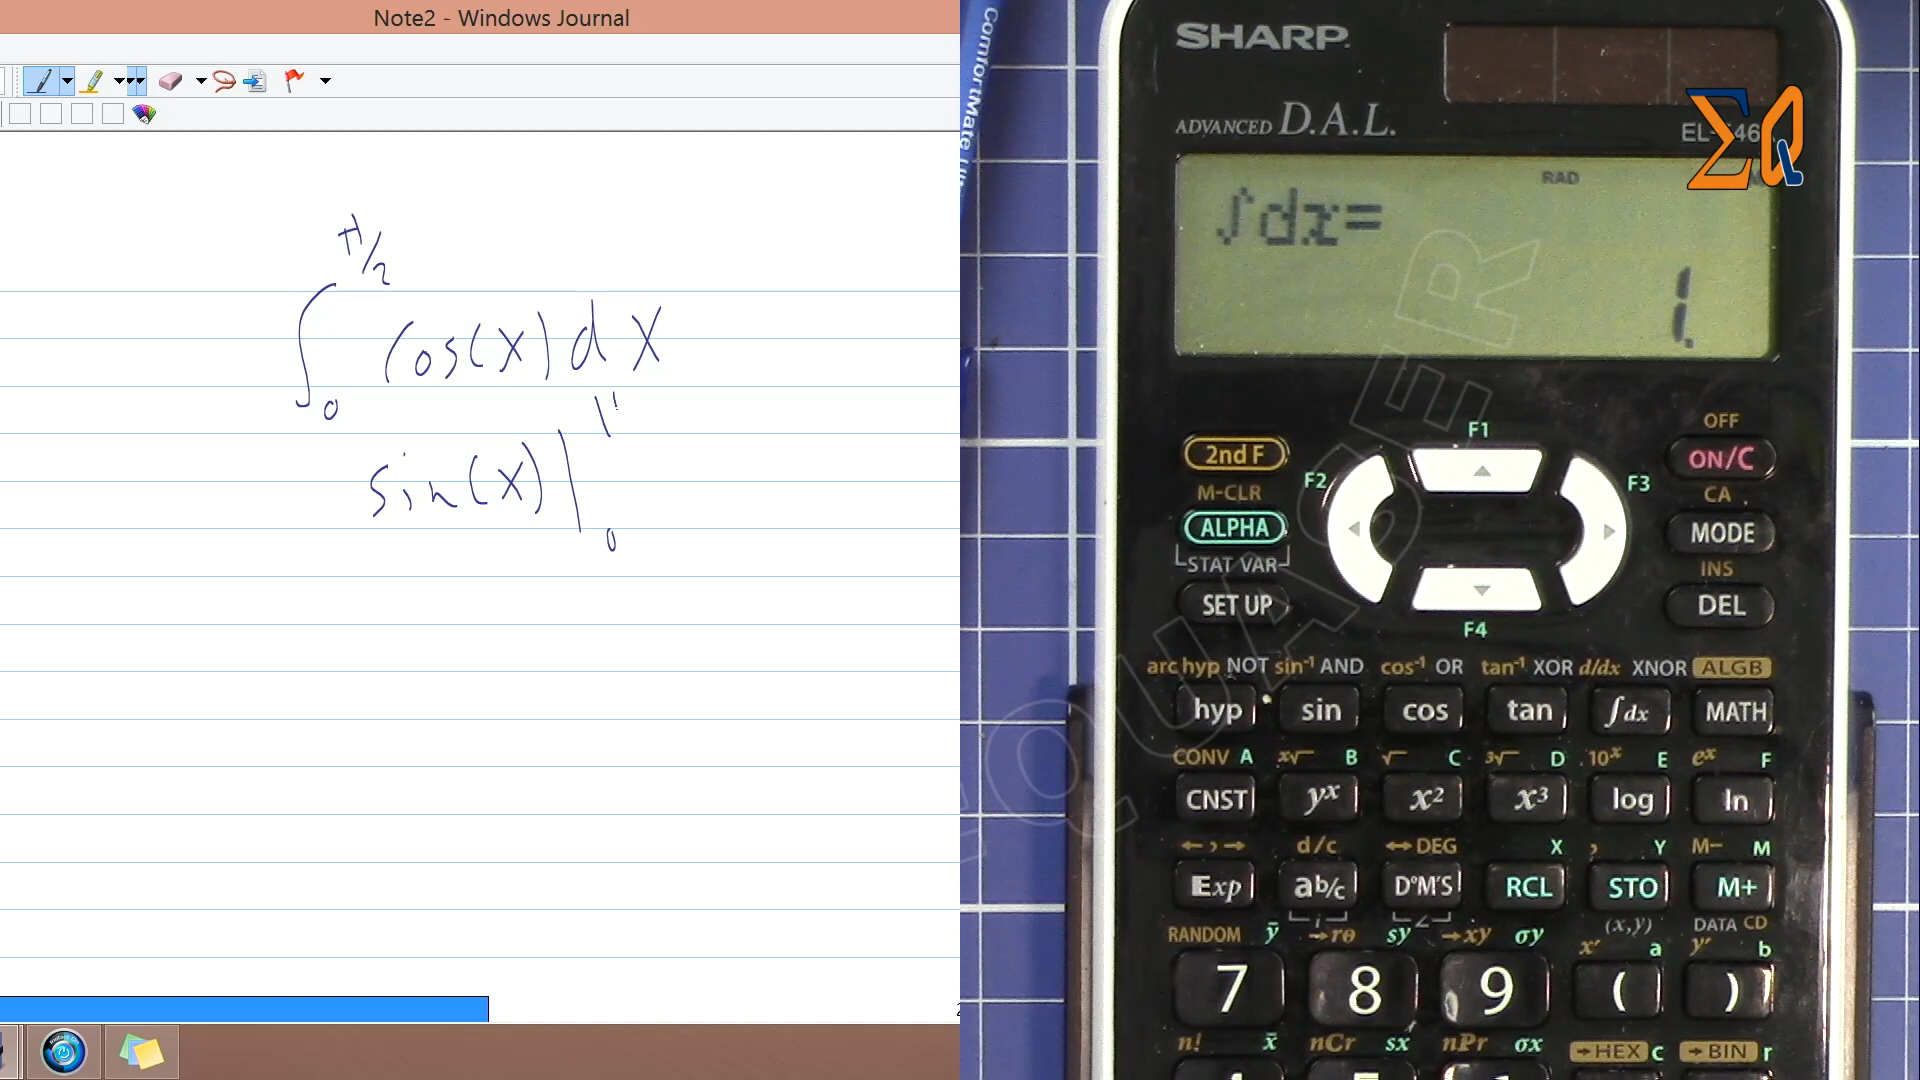 Note2 - Windows Journal
π/2
∫ cos(x) dx
0
sin(x) |
0
ComfortMate
SHARP
ADVANCED D.A.L.
RAD
∫dx=
1.
EQUASER
F1
OFF
2nd F
ON/C
F2
F3
M-CLR
CA
ALPHA
MODE
STAT VAR
INS
SET UP
DEL
F4
arc hyp NOT sin⁻¹ AND cos⁻¹ OR tan⁻¹ XOR d/dx XNOR ALGB
hyp sin cos tan ∫dx MATH
CONV A ˣ√ B √ C ³√ D 10ˣ E eˣ F
CNST yˣ x² x³ log ln
←,→ d/c ↔DEG X , Y M− M
Exp ab/c D°M'S RCL STO M+
i ∠ (x,y) DATA CD
RANDOM ȳ →rθ sy →xy σy x' a y' b
7 8 9 ( )
n! x̄ nCr sx nPr σx →HEX c →BIN r